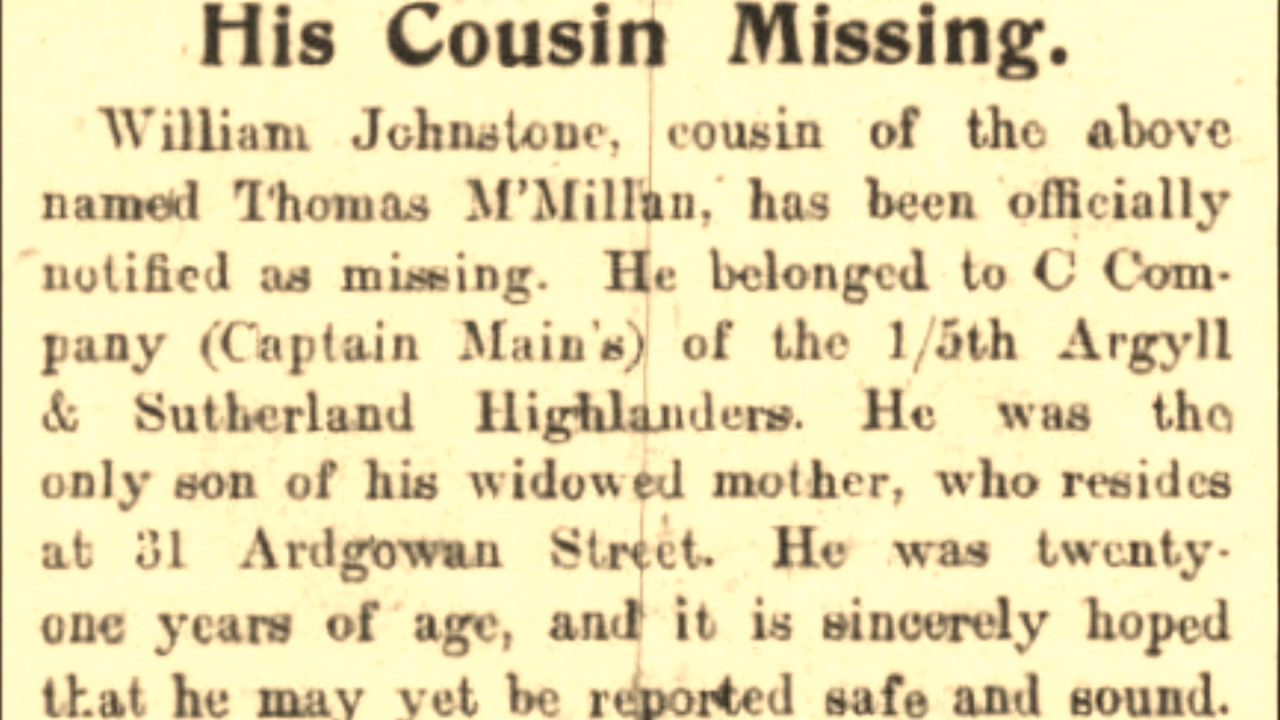 His Cousin Missing.
William Johnstone, cousin of the above
named Thomas M'Millan, has been officially
notified as missing. He belonged to C Com-
pany (Captain Main's) of the 1/5th Argyll
& Sutherland Highlanders. He was the
only son of his widowed mother, who resides
at 31 Ardgowan Street. He was twenty-
one years of age, and it is sincerely hoped
that he may yet be reported safe and sound.